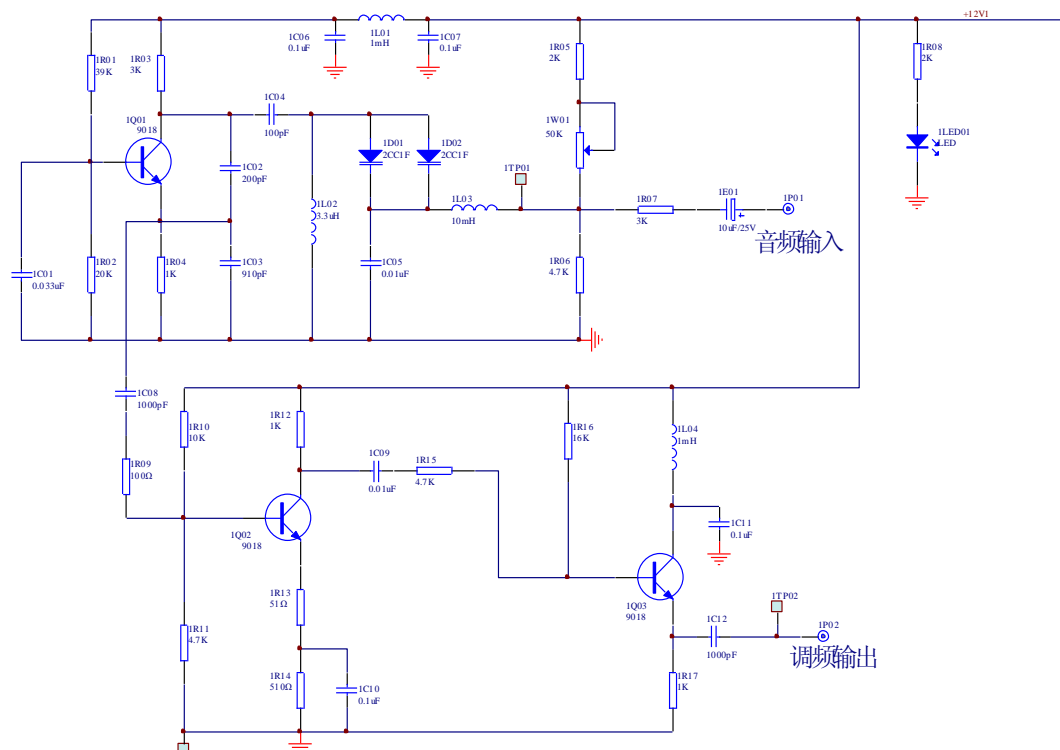 +12V1
1C06
0.1uF
1L01
1mH
1C07
0.1uF
1R01
39K
1R03
3K
1R05
2K
1R08
2K
1C04
100pF
1Q01
9018
1W01
50K
1D01
2CC1F
1D02
2CC1F
1LED01
LED
1C02
200pF
1TP01
1L02
3.3uH
1L03
10mH
1R07
3K
1E01
10uF/25V
1P01
音频输入
1C01
0.033uF
1R02
20K
1R04
1K
1C03
910pF
1C05
0.01uF
1R06
4.7K
1C08
1000pF
1R10
10K
1R12
1K
1R16
16K
1L04
1mH
1R09
100Ω
1C09
0.01uF
1R15
4.7K
1Q02
9018
1C11
0.1uF
1R13
51Ω
1Q03
9018
1TP02
1R11
4.7K
1C12
1000pF
1P02
调频输出
1R14
510Ω
1C10
0.1uF
1R17
1K